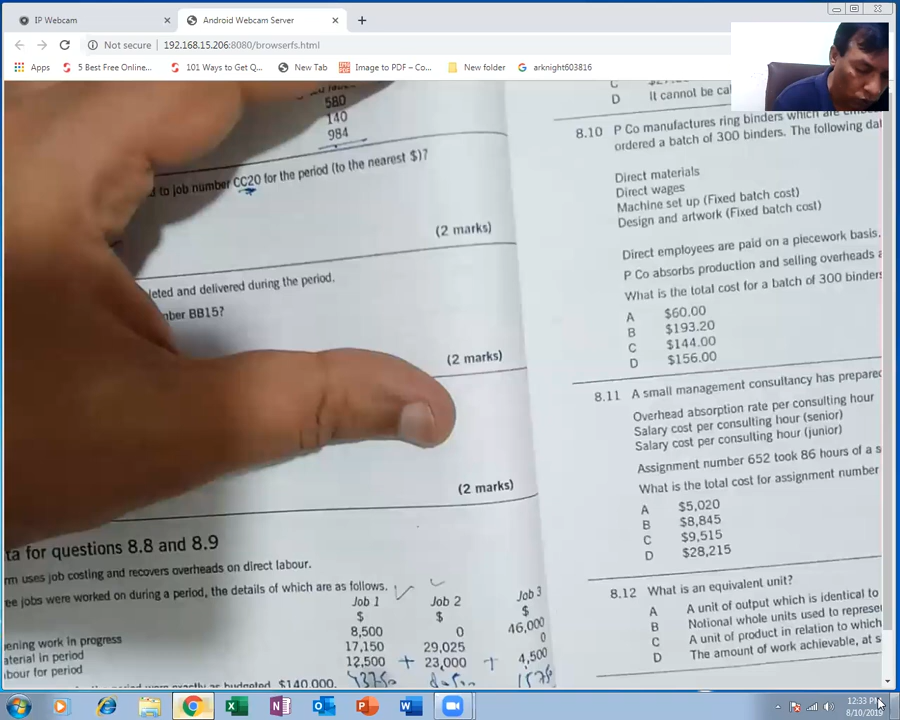 IP Webcam
Android Webcam Server
Not secure
192.168.15.206:8080/browserfs.html
Apps
5 Best Free Online...
101 Ways to Get Q...
New Tab
Image to PDF – Co...
New folder
arknight603816
580
140
984
d to job number CC20 for the period (to the nearest $)?
(2 marks)
leted and delivered during the period.
mber BB15?
(2 marks)
(2 marks)
ta for questions 8.8 and 8.9
rm uses job costing and recovers overheads on direct labour.
ee jobs were worked on during a period, the details of which are as follows.
Job 1 Job 2 Job 3
$ $ $
ening work in progress 8,500 0 46,000
aterial in period 17,150 29,025 0
bour for period 12,500 + 23,000 + 4,500
were exactly as budgeted, $140,000.
D It cannot be cal
8.10 P Co manufactures ring binders which are
ordered a batch of 300 binders. The following dat
Direct materials
Direct wages
Machine set up (Fixed batch cost)
Design and artwork (Fixed batch cost)
Direct employees are paid on a piecework basis.
P Co absorbs production and selling overheads a
What is the total cost for a batch of 300 binders
A $60.00
B $193.20
C $144.00
D $156.00
8.11 A small management consultancy has prepared
Overhead absorption rate per consulting hour
Salary cost per consulting hour (senior)
Salary cost per consulting hour (junior)
Assignment number 652 took 86 hours of a s
What is the total cost for assignment number
A $5,020
B $8,845
C $9,515
D $28,215
8.12 What is an equivalent unit?
A A unit of output which is identical to
B Notional whole units used to represe
C A unit of product in relation to which
D The amount of work achievable, at s
12:33 PM
8/10/2019